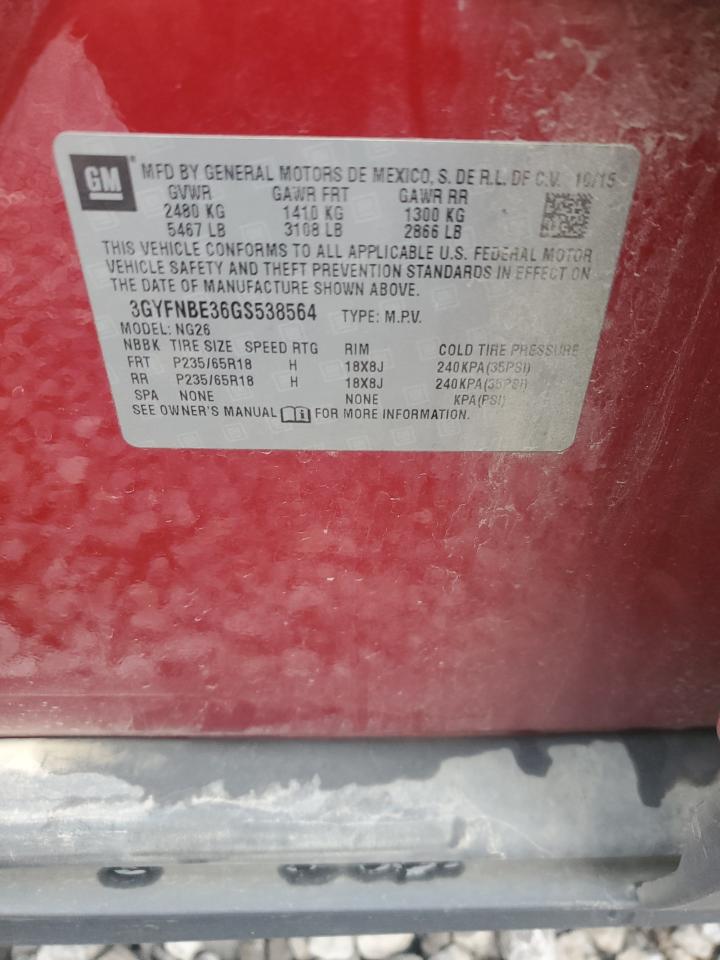 GM MFD BY GENERAL MOTORS DE MEXICO, S. DE R.L. DE C.V. 10/15
GVWR GAWR FRT GAWR RR
2480 KG 1410 KG 1300 KG
5467 LB 3108 LB 2866 LB
THIS VEHICLE CONFORMS TO ALL APPLICABLE U.S. FEDERAL MOTOR
VEHICLE SAFETY AND THEFT PREVENTION STANDARDS IN EFFECT ON
THE DATE OF MANUFACTURE SHOWN ABOVE.
3GYFNBE36GS538564 TYPE: M.P.V.
MODEL: NG26
NBBK TIRE SIZE SPEED RTG RIM COLD TIRE PRESSURE
FRT P235/65R18 H 18X8J 240KPA(35PSI)
RR P235/65R18 H 18X8J 240KPA(35PSI)
SPA NONE NONE KPA(PSI)
SEE OWNER'S MANUAL FOR MORE INFORMATION.